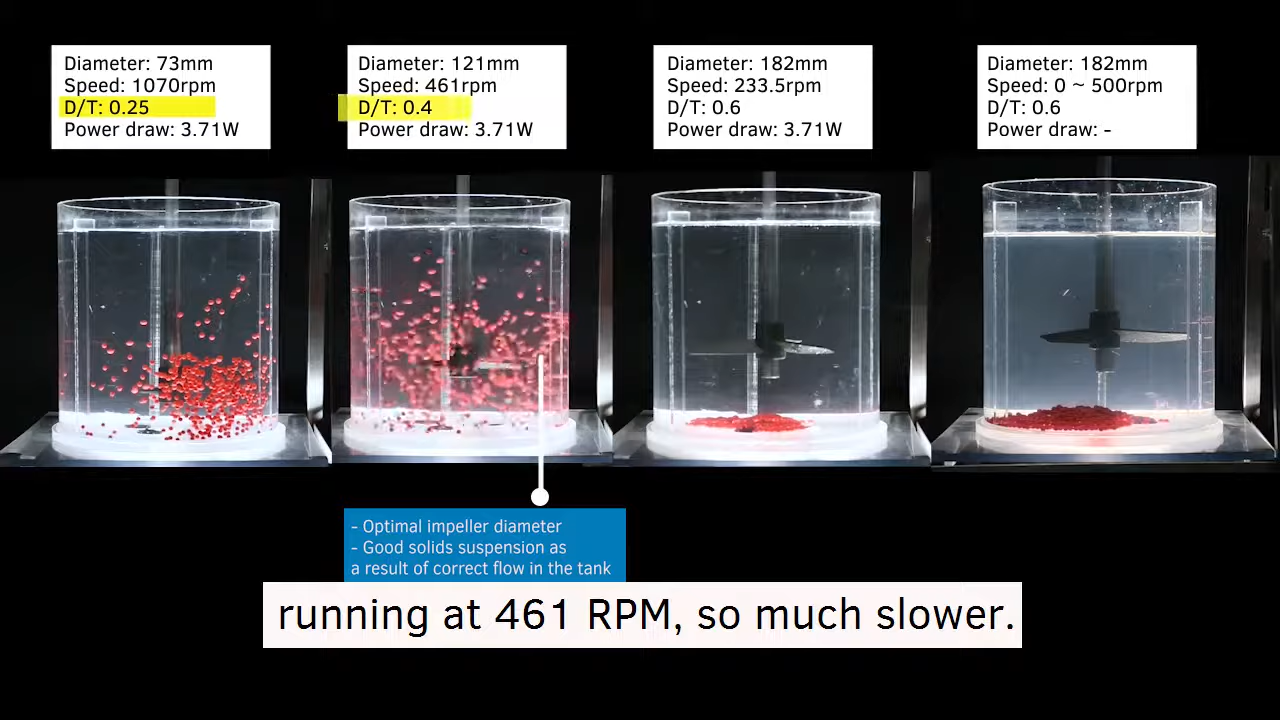 Diameter: 73mm
Speed: 1070rpm
D/T: 0.25
Power draw: 3.71W
Diameter: 121mm
Speed: 461rpm
D/T: 0.4
Power draw: 3.71W
Diameter: 182mm
Speed: 233.5rpm
D/T: 0.6
Power draw: 3.71W
Diameter: 182mm
Speed: 0 ~ 500rpm
D/T: 0.6
Power draw: -
- Optimal impeller diameter
- Good solids suspension as
a result of correct flow in the tank
running at 461 RPM, so much slower.